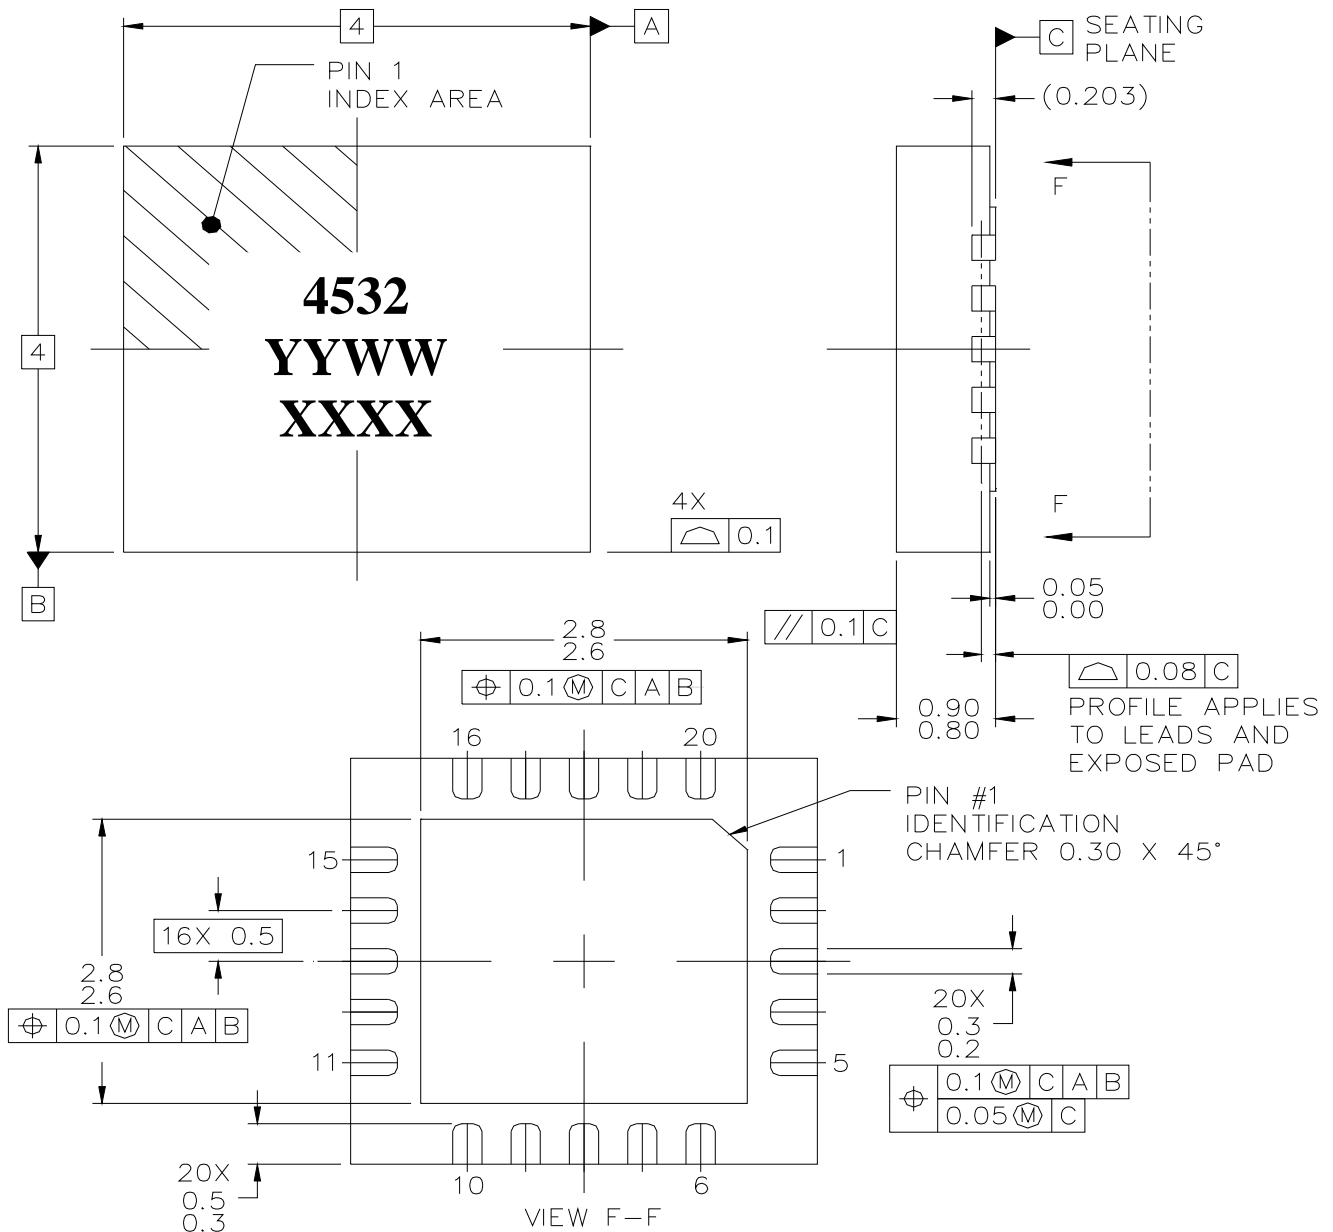 4
A
C
SEATING
PLANE
(0.203)
PIN 1
INDEX AREA
F
4532
YYWW
XXXX
4
4X
0.1
F
B
0.05
0.00
// 0.1 C
2.8
2.6
⌖ 0.1 Ⓜ C A B
0.08 C
PROFILE APPLIES
TO LEADS AND
EXPOSED PAD
0.90
0.80
16
20
PIN #1
IDENTIFICATION
CHAMFER 0.30 X 45°
15
1
16X 0.5
2.8
2.6
⌖ 0.1 Ⓜ C A B
20X
0.3
0.2
11
5
⌖ 0.1 Ⓜ C A B
0.05 Ⓜ C
20X
0.5
0.3
10
6
VIEW F-F